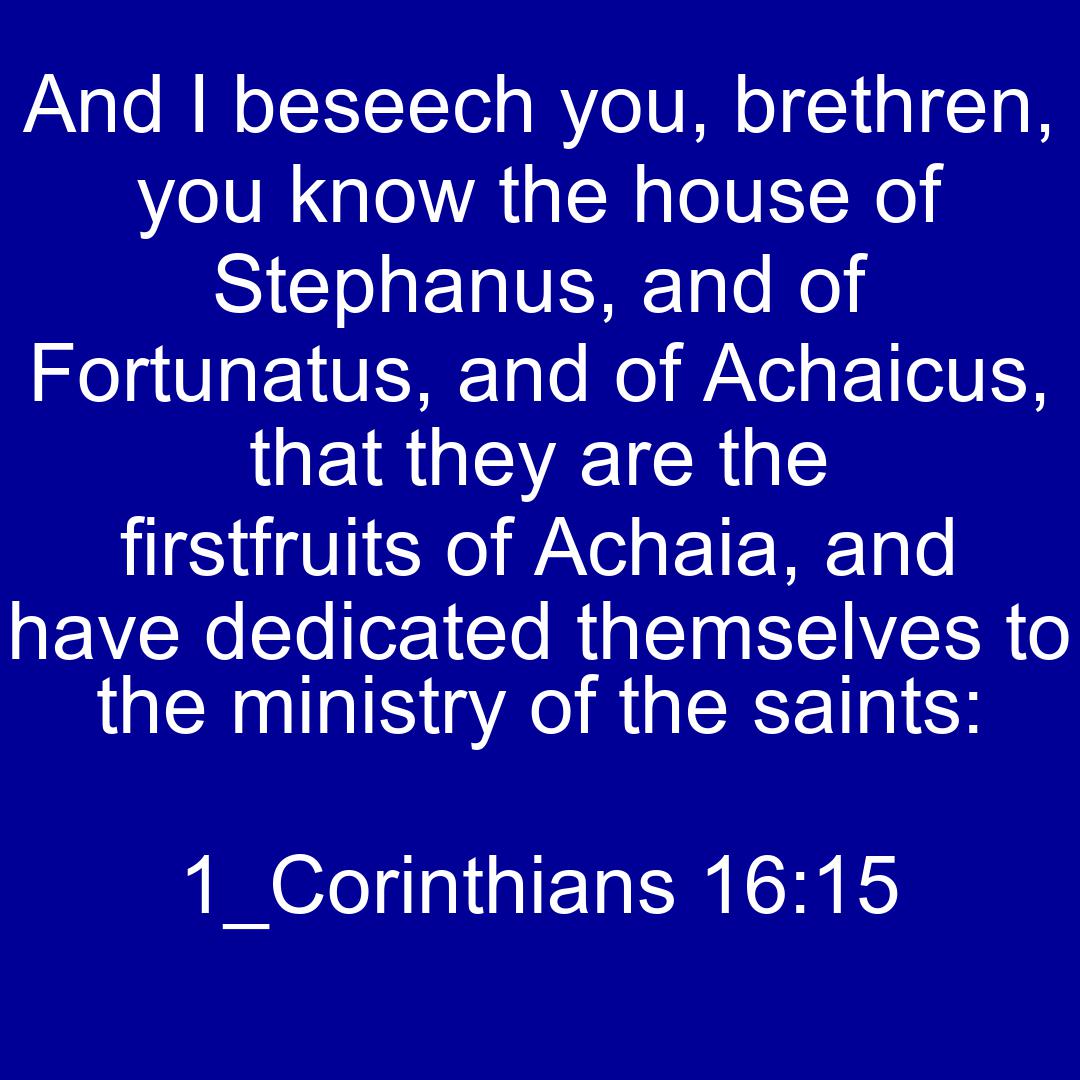 And I beseech you, brethren,
you know the house of
Stephanus, and of
Fortunatus, and of Achaicus,
that they are the
firstfruits of Achaia, and
have dedicated themselves to
the ministry of the saints:
1_Corinthians 16:15